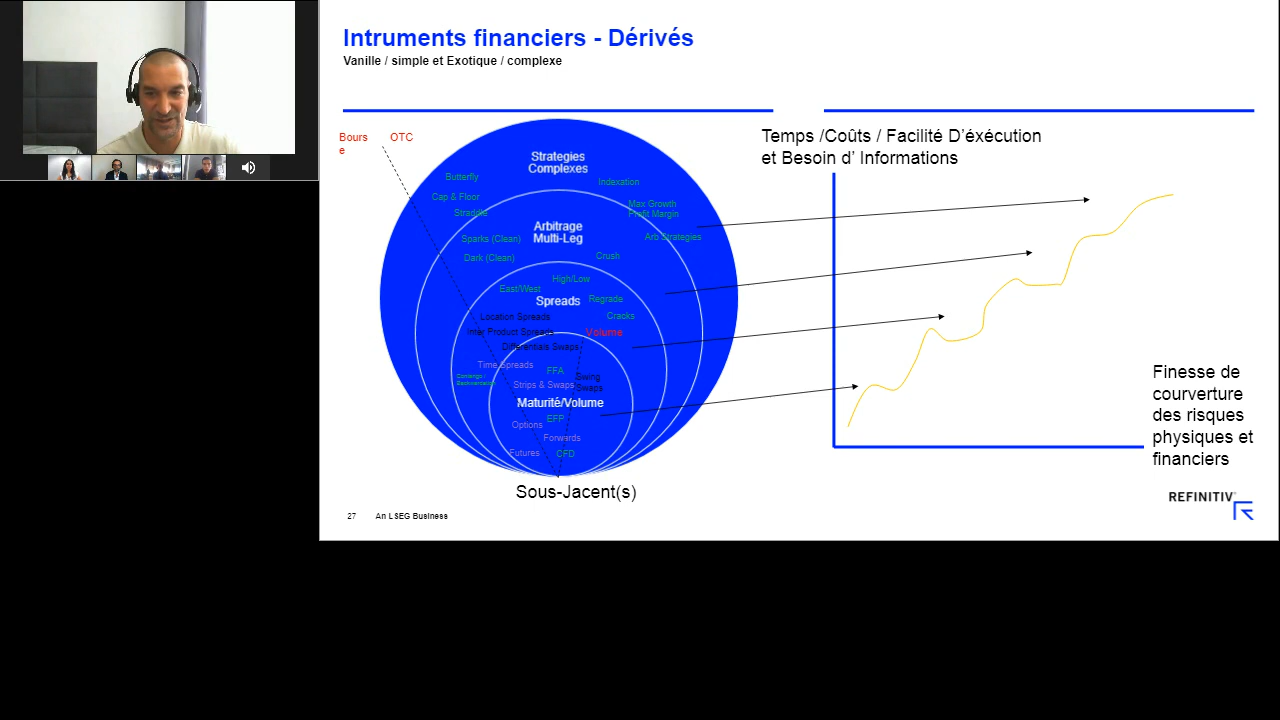 Intruments financiers - Dérivés
Vanille / simple et Exotique / complexe
Bours
e
OTC
Temps /Coûts / Facilité D'éxécution
et Besoin d' Informations
Strategies
Complexes
Butterfly
Indexation
Cap & Floor
Straddle
Max Growth
Profit Margin
Arbitrage
Multi-Leg
Sparks (Clean)
Arb Strategies
Dark (Clean)
Crush
High/Low
East/West
Spreads
Regrade
Location Spreads
Cracks
Inter Product Spreads
Volume
Differentials Swaps
Time Spreads
FFA
Contango /
Backwardation
Swing
Swaps
Strips & Swaps
Maturité/Volume
EFP
Options
Forwards
Futures
CFD
Sous-Jacent(s)
Finesse de
courverture
des risques
physiques et
financiers
REFINITIV
27 An LSEG Business